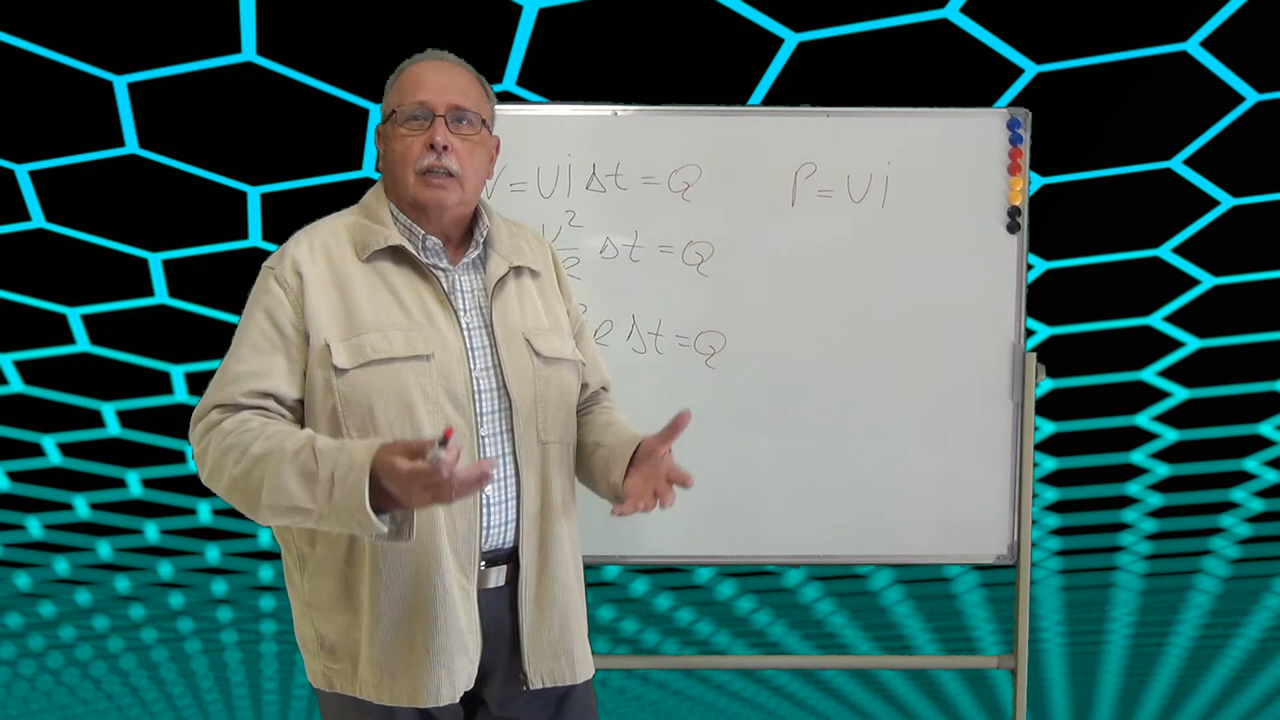 = Ui Δt = Q
P = Ui
Δt = Q
Δt = Q